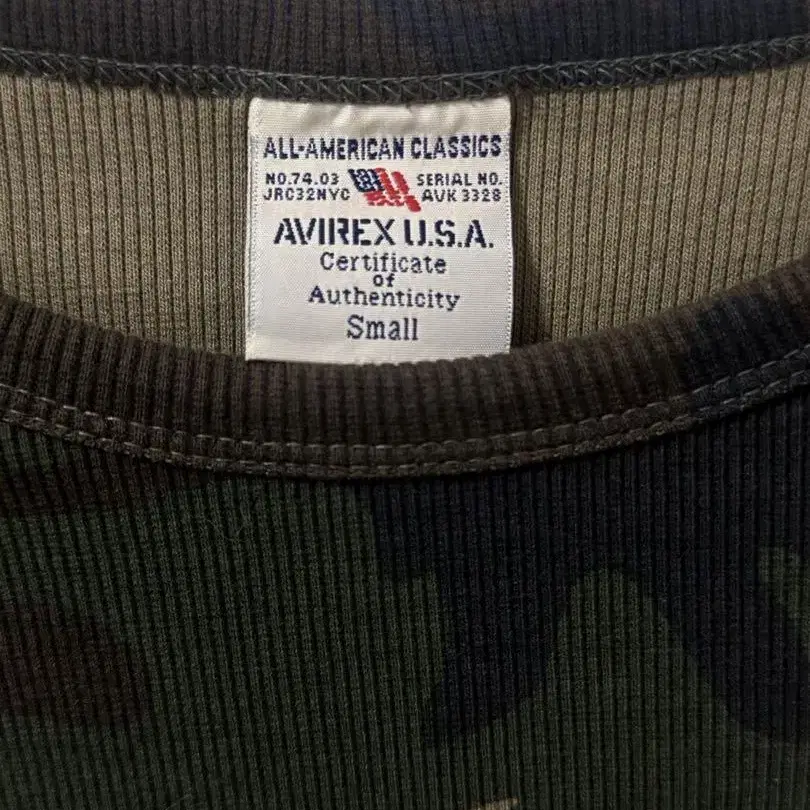 ALL-AMERICAN CLASSICS
NO.74.03 SERIAL NO.
JRC32NYC AVK 3328
AVIREX U.S.A.
Certificate
of
Authenticity
Small